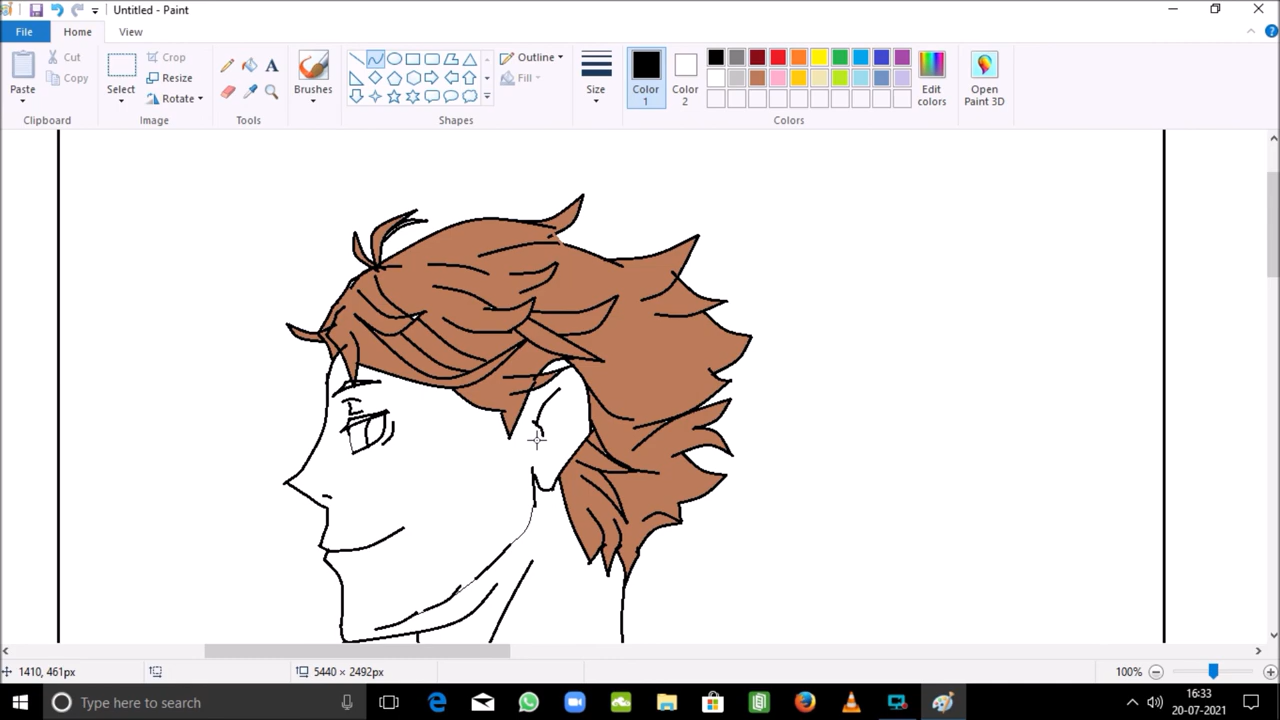 Untitled - Paint
File Home View
Paste
Cut
Copy
Clipboard
Select
Crop
Resize
Rotate
Image
A
Tools
Brushes
Outline
Fill
Shapes
Size
Color 1
Color 2
Edit colors
Colors
Open Paint 3D
1410, 461px
5440 × 2492px
100%
Type here to search
16:33
20-07-2021